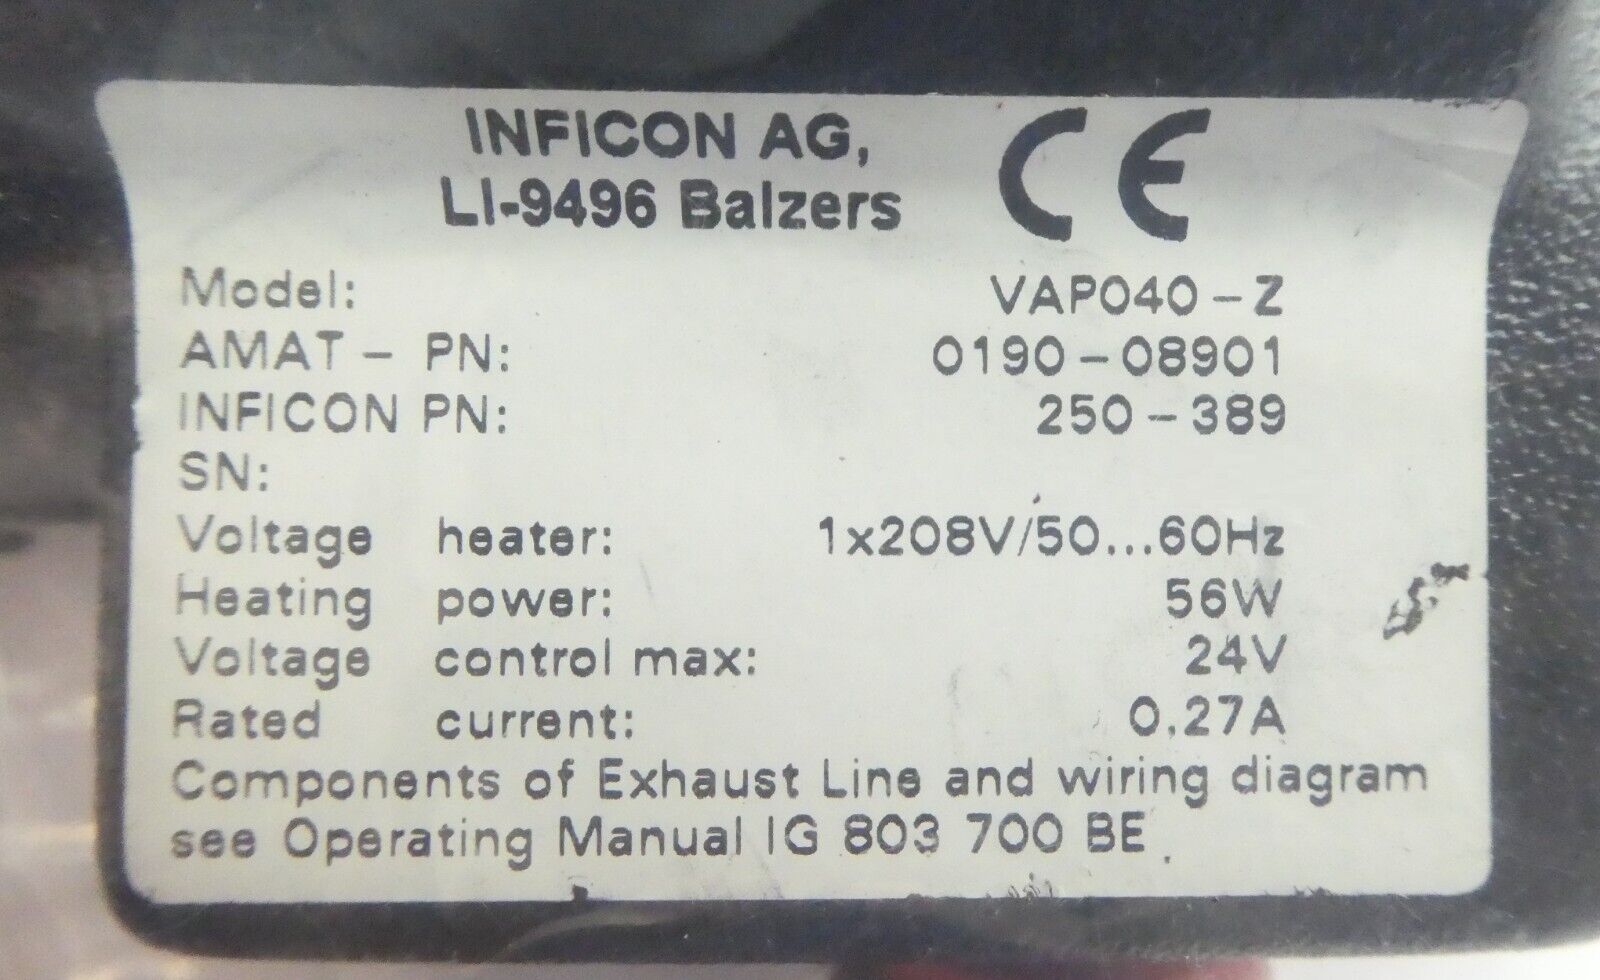 INFICON AG,
LI-9496 Balzers
CE
Model: VAP040-Z
AMAT - PN: 0190-08901
INFICON PN: 250-389
SN:
Voltage heater: 1x208V/50...60Hz
Heating power: 56W
Voltage control max: 24V
Rated current: 0,27A
Components of Exhaust Line and wiring diagram
see Operating Manual IG 803 700 BE.